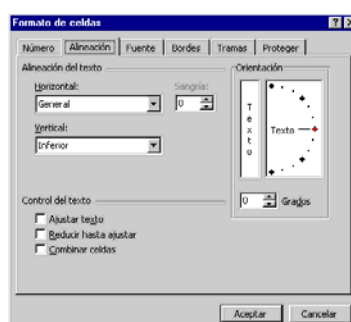 Formato de celdas
Número Alineación Fuente Bordes Tramas Proteger
Alineación del texto
Horizontal:
General
Sangría:
0
Vertical:
Inferior
Orientación
Texto
Texto
0 Grados
Control del texto
Ajustar texto
Reducir hasta ajustar
Combinar celdas
Aceptar Cancelar